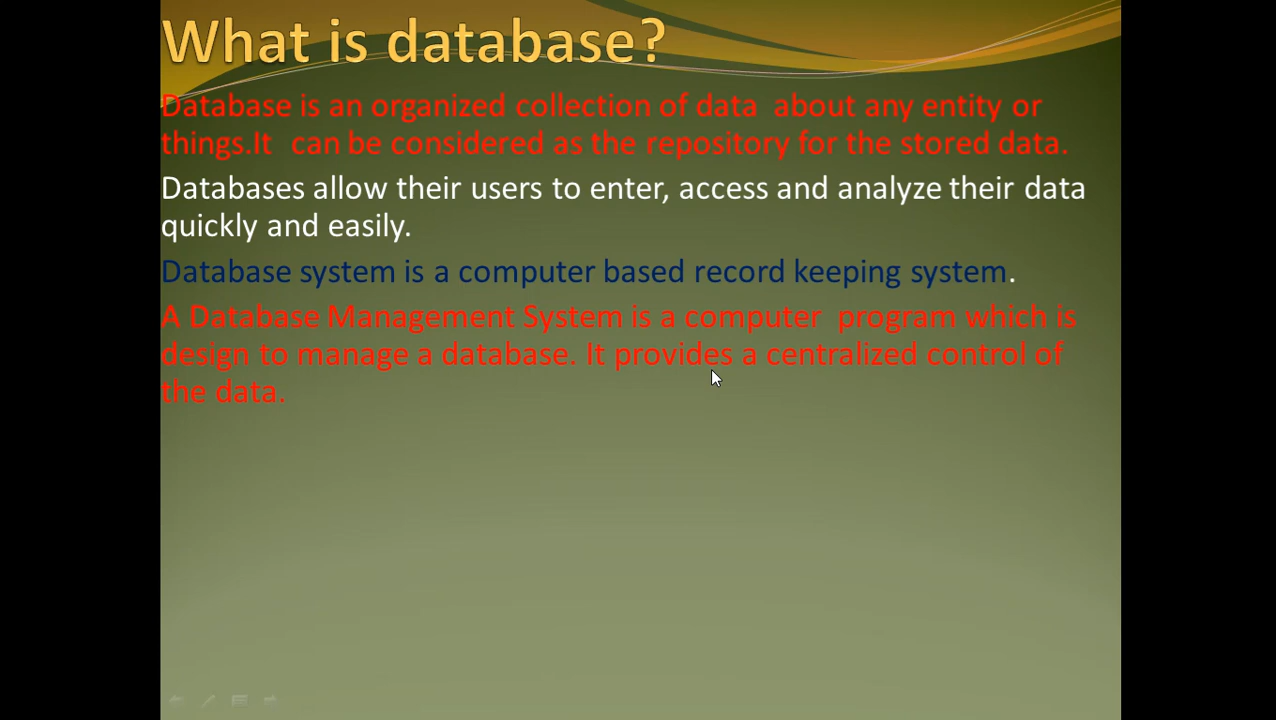 What is database?
Database is an organized collection of data about any entity or
things.It can be considered as the repository for the stored data.
Databases allow their users to enter, access and analyze their data
quickly and easily.
Database system is a computer based record keeping system.
A Database Management System is a computer program which is
design to manage a database. It provides a centralized control of
the data.